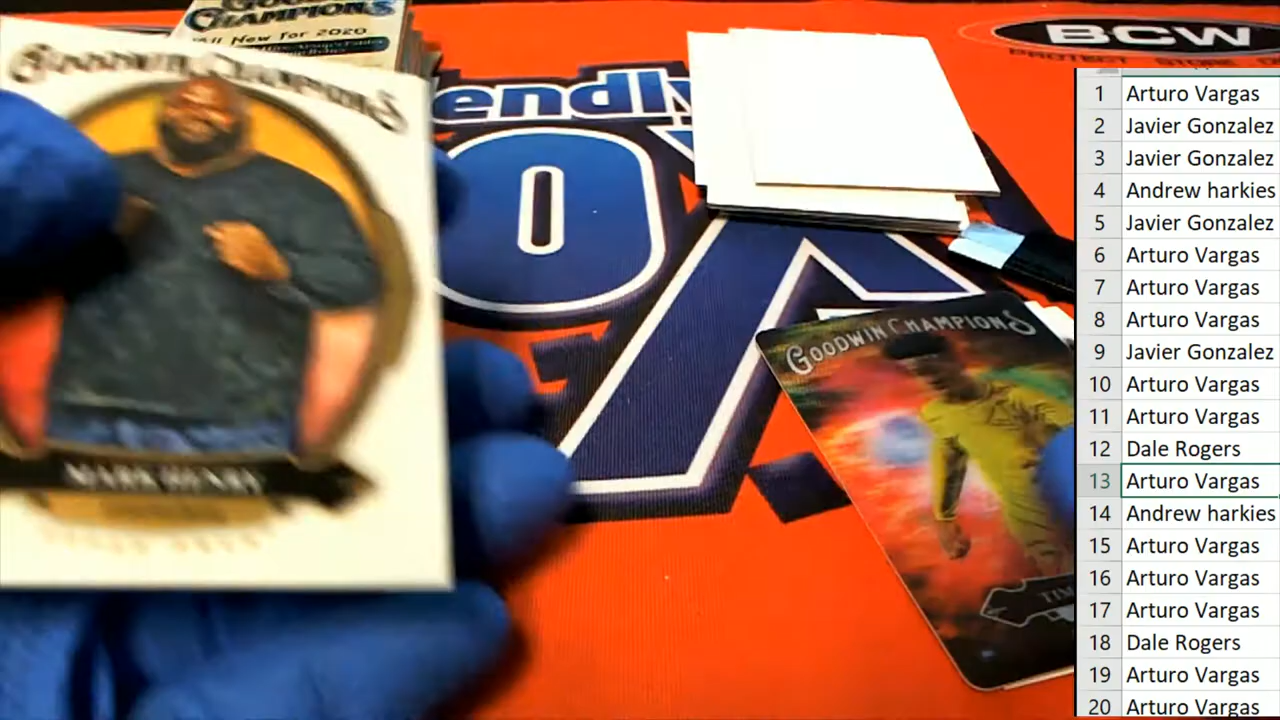 GOODWIN CHAMPIONS
All New for 2020
GOODWIN CHAMPIONS
MARK HENRY
endly
BCW
PROTECT STORE
GOODWIN CHAMPIONS
TIM
1 Arturo Vargas
2 Javier Gonzalez
3 Javier Gonzalez
4 Andrew harkies
5 Javier Gonzalez
6 Arturo Vargas
7 Arturo Vargas
8 Arturo Vargas
9 Javier Gonzalez
10 Arturo Vargas
11 Arturo Vargas
12 Dale Rogers
13 Arturo Vargas
14 Andrew harkies
15 Arturo Vargas
16 Arturo Vargas
17 Arturo Vargas
18 Dale Rogers
19 Arturo Vargas
20 Arturo Vargas